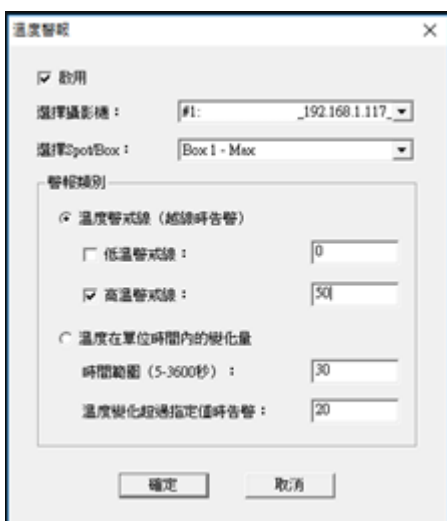 溫度警報
啟用
選擇攝影機： #1: _192.168.1.117_
選擇Spot/Box： Box 1 - Max
警報類別
溫度警戒線（越線時告警）
低溫警戒線： 0
高溫警戒線： 50
溫度在單位時間內的變化量
時間範圍（5-3600秒）： 30
溫度變化超過指定值時告警： 20
確定 取消